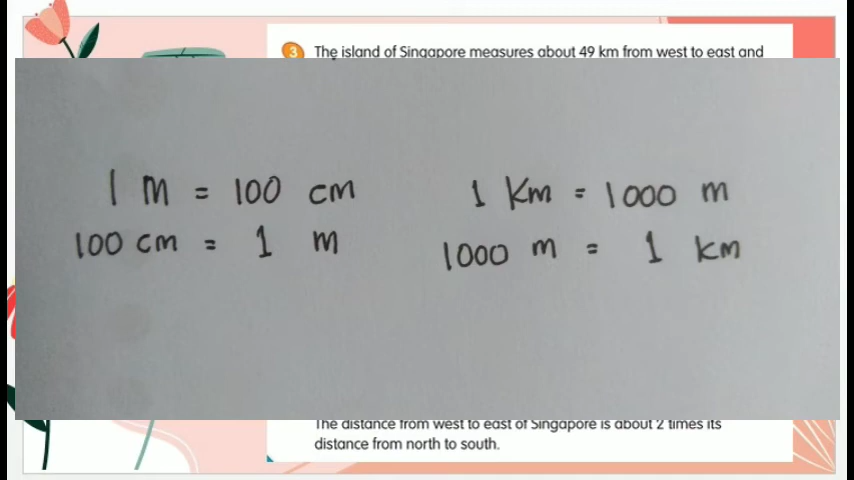 3 The island of Singapore measures about 49 km from west to east and
1 m = 100 cm
100 cm = 1 m
1 Km = 1000 m
1000 m = 1 km
The distance from west to east of Singapore is about 2 times its
distance from north to south.